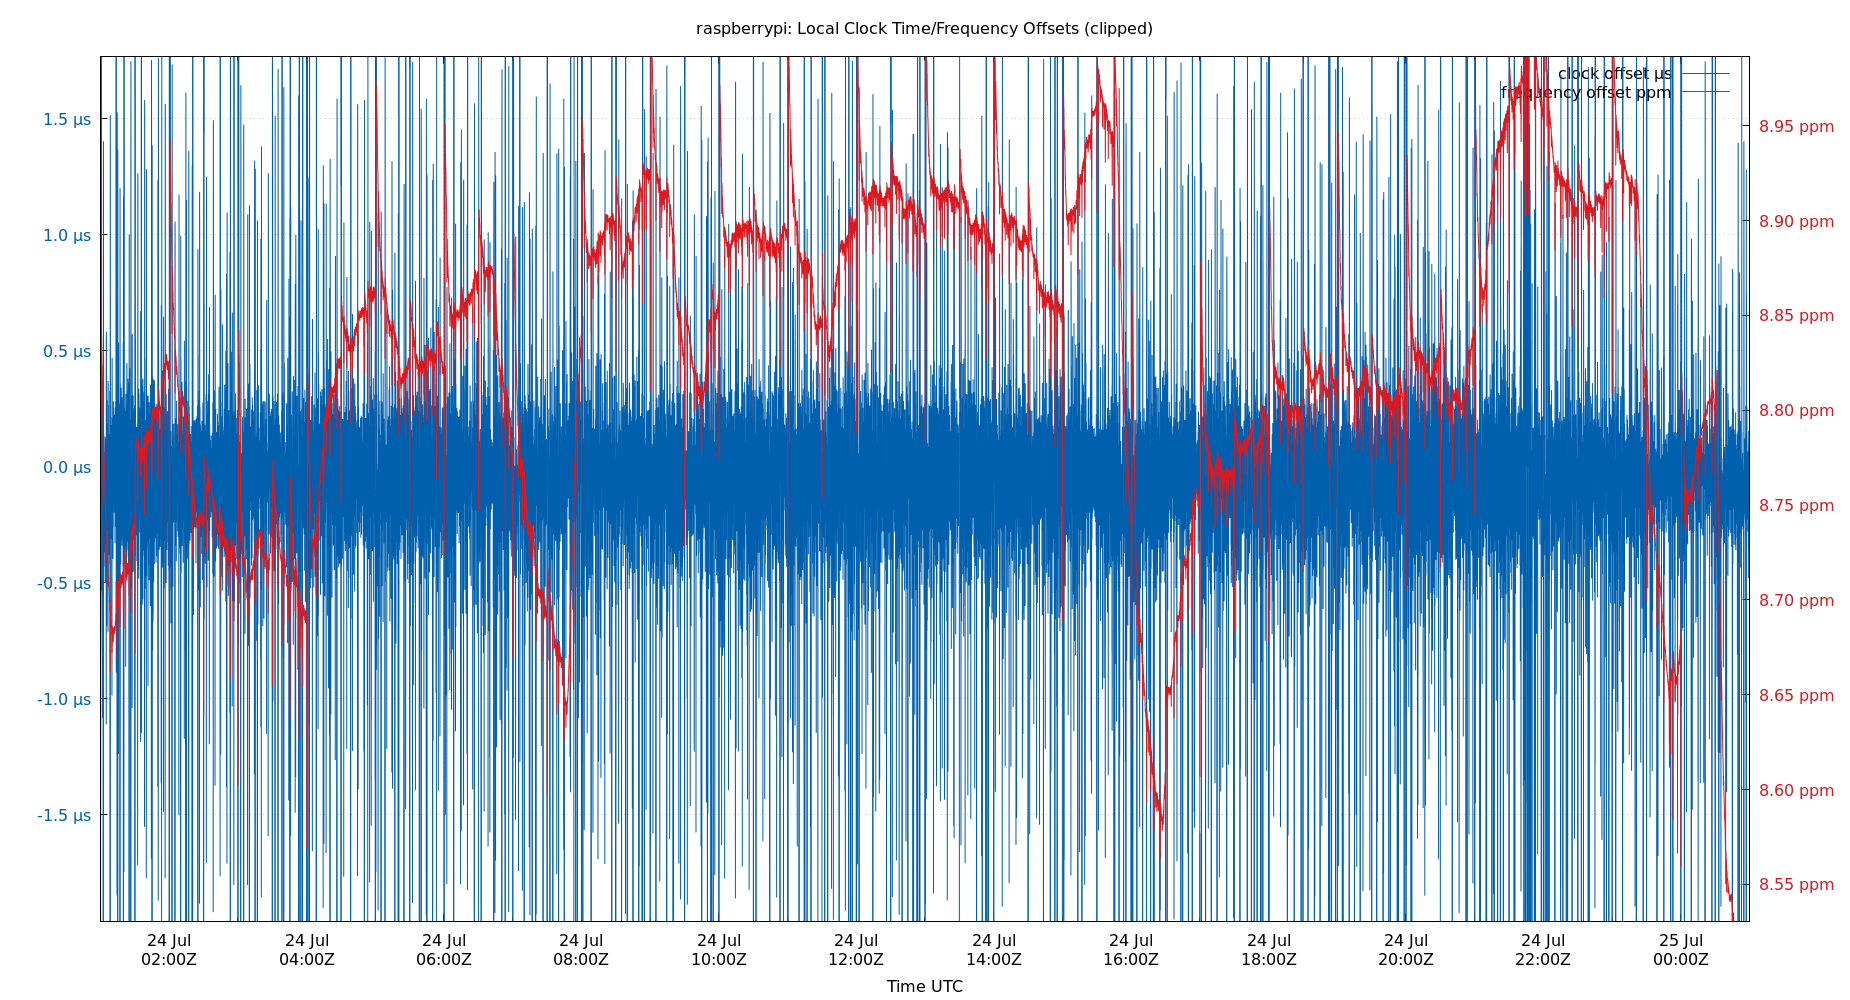 raspberrypi: Local Clock Time/Frequency Offsets (clipped)
clock offset µs
frequency offset ppm
1.5 µs
1.0 µs
0.5 µs
0.0 µs
-0.5 µs
-1.0 µs
-1.5 µs
8.95 ppm
8.90 ppm
8.85 ppm
8.80 ppm
8.75 ppm
8.70 ppm
8.65 ppm
8.60 ppm
8.55 ppm
24 Jul 24 Jul 24 Jul 24 Jul 24 Jul 24 Jul 24 Jul 24 Jul 24 Jul 24 Jul 24 Jul 25 Jul
02:00Z 04:00Z 06:00Z 08:00Z 10:00Z 12:00Z 14:00Z 16:00Z 18:00Z 20:00Z 22:00Z 00:00Z
Time UTC